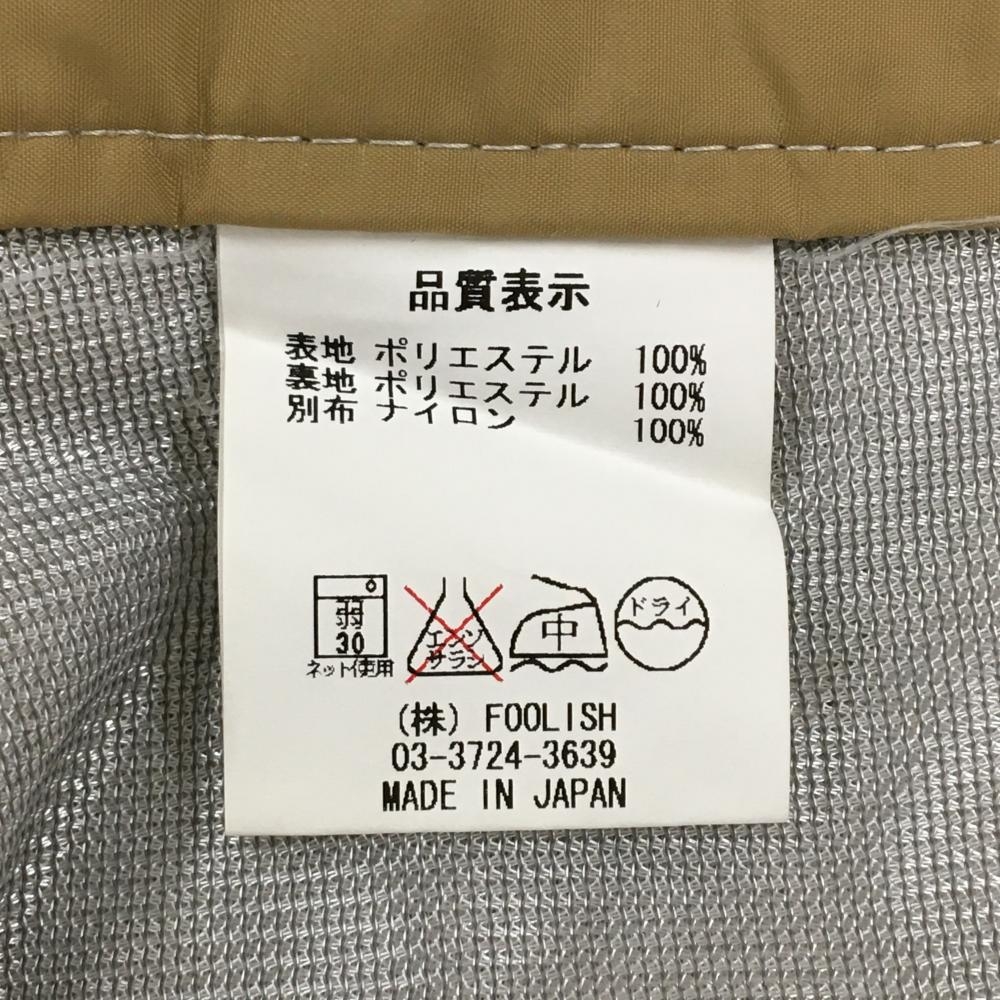 品質表示
表地 ポリエステル 100%
裏地 ポリエステル 100%
別布 ナイロン 100%
弱
30
ネット使用
エンソ
サラシ
中
ドライ
(株) FOOLISH
03-3724-3639
MADE IN JAPAN